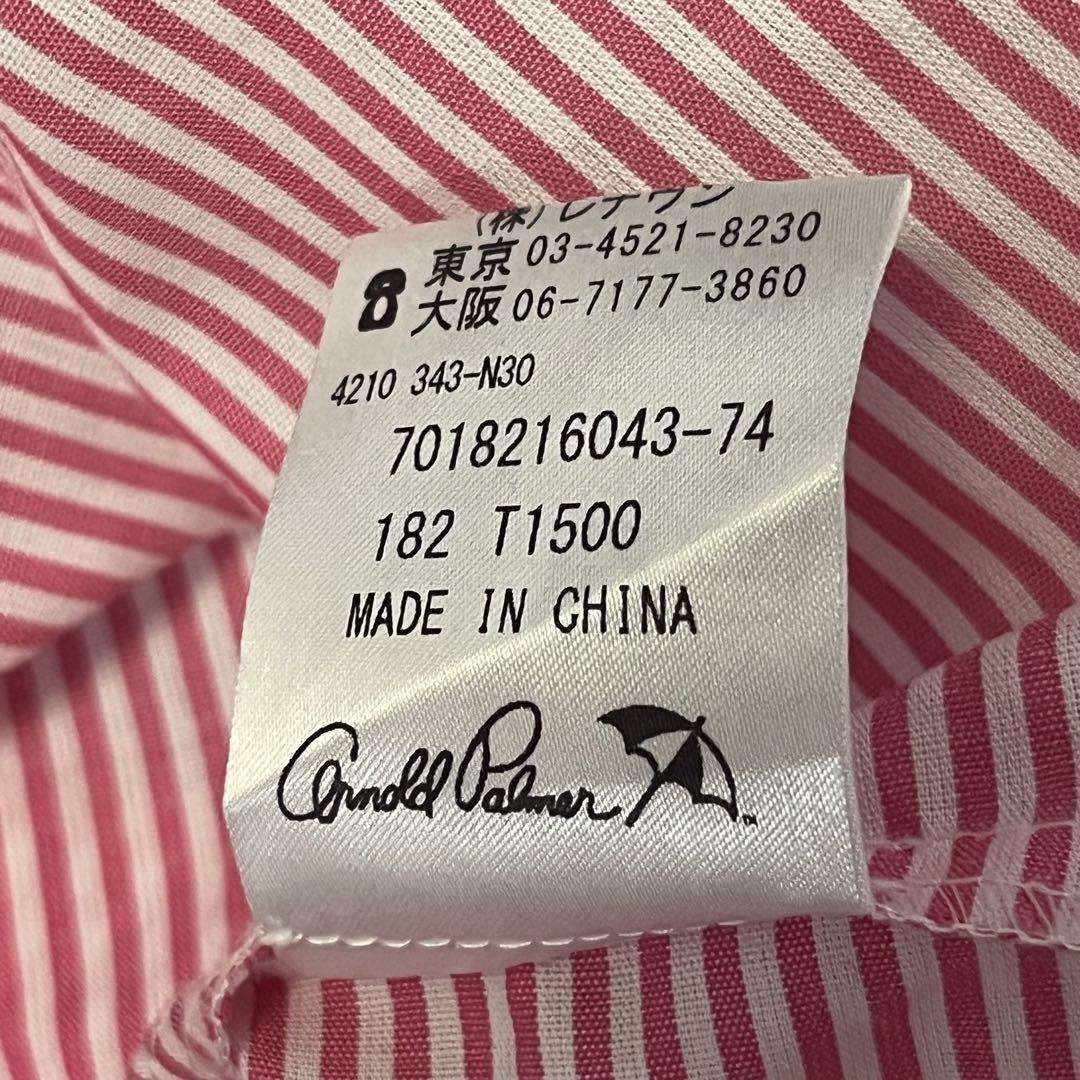 (株)レナウン
東京 03-4521-8230
大阪 06-7177-3860
4210 343-N30
7018216043-74
182 T1500
MADE IN CHINA
Arnold Palmer
TM